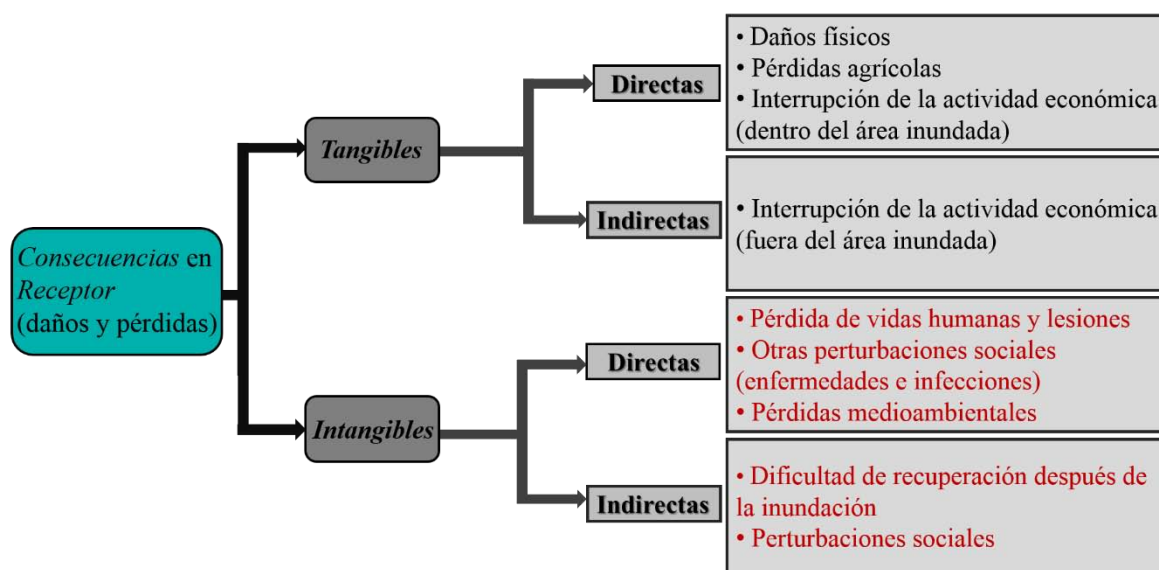 Consecuencias en
Receptor
(daños y pérdidas)
Tangibles
Directas
• Daños físicos
• Pérdidas agrícolas
• Interrupción de la actividad económica
(dentro del área inundada)
Indirectas
• Interrupción de la actividad económica
(fuera del área inundada)
Intangibles
Directas
• Pérdida de vidas humanas y lesiones
• Otras perturbaciones sociales
(enfermedades e infecciones)
• Pérdidas medioambientales
Indirectas
• Dificultad de recuperación después de
la inundación
• Perturbaciones sociales